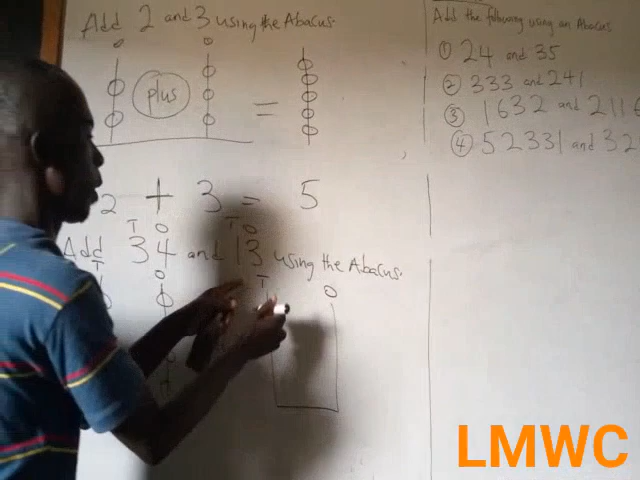 Add 2 and 3 using the Abacus.
O O
plus =
2 + 3 = 5
T O T O
Add 34 and 13 using the Abacus.
T O T O
Add the following using an Abacus
① 24 and 35
② 333 and 241
③ 1632 and 2116
④ 52331 and 32
LMWC